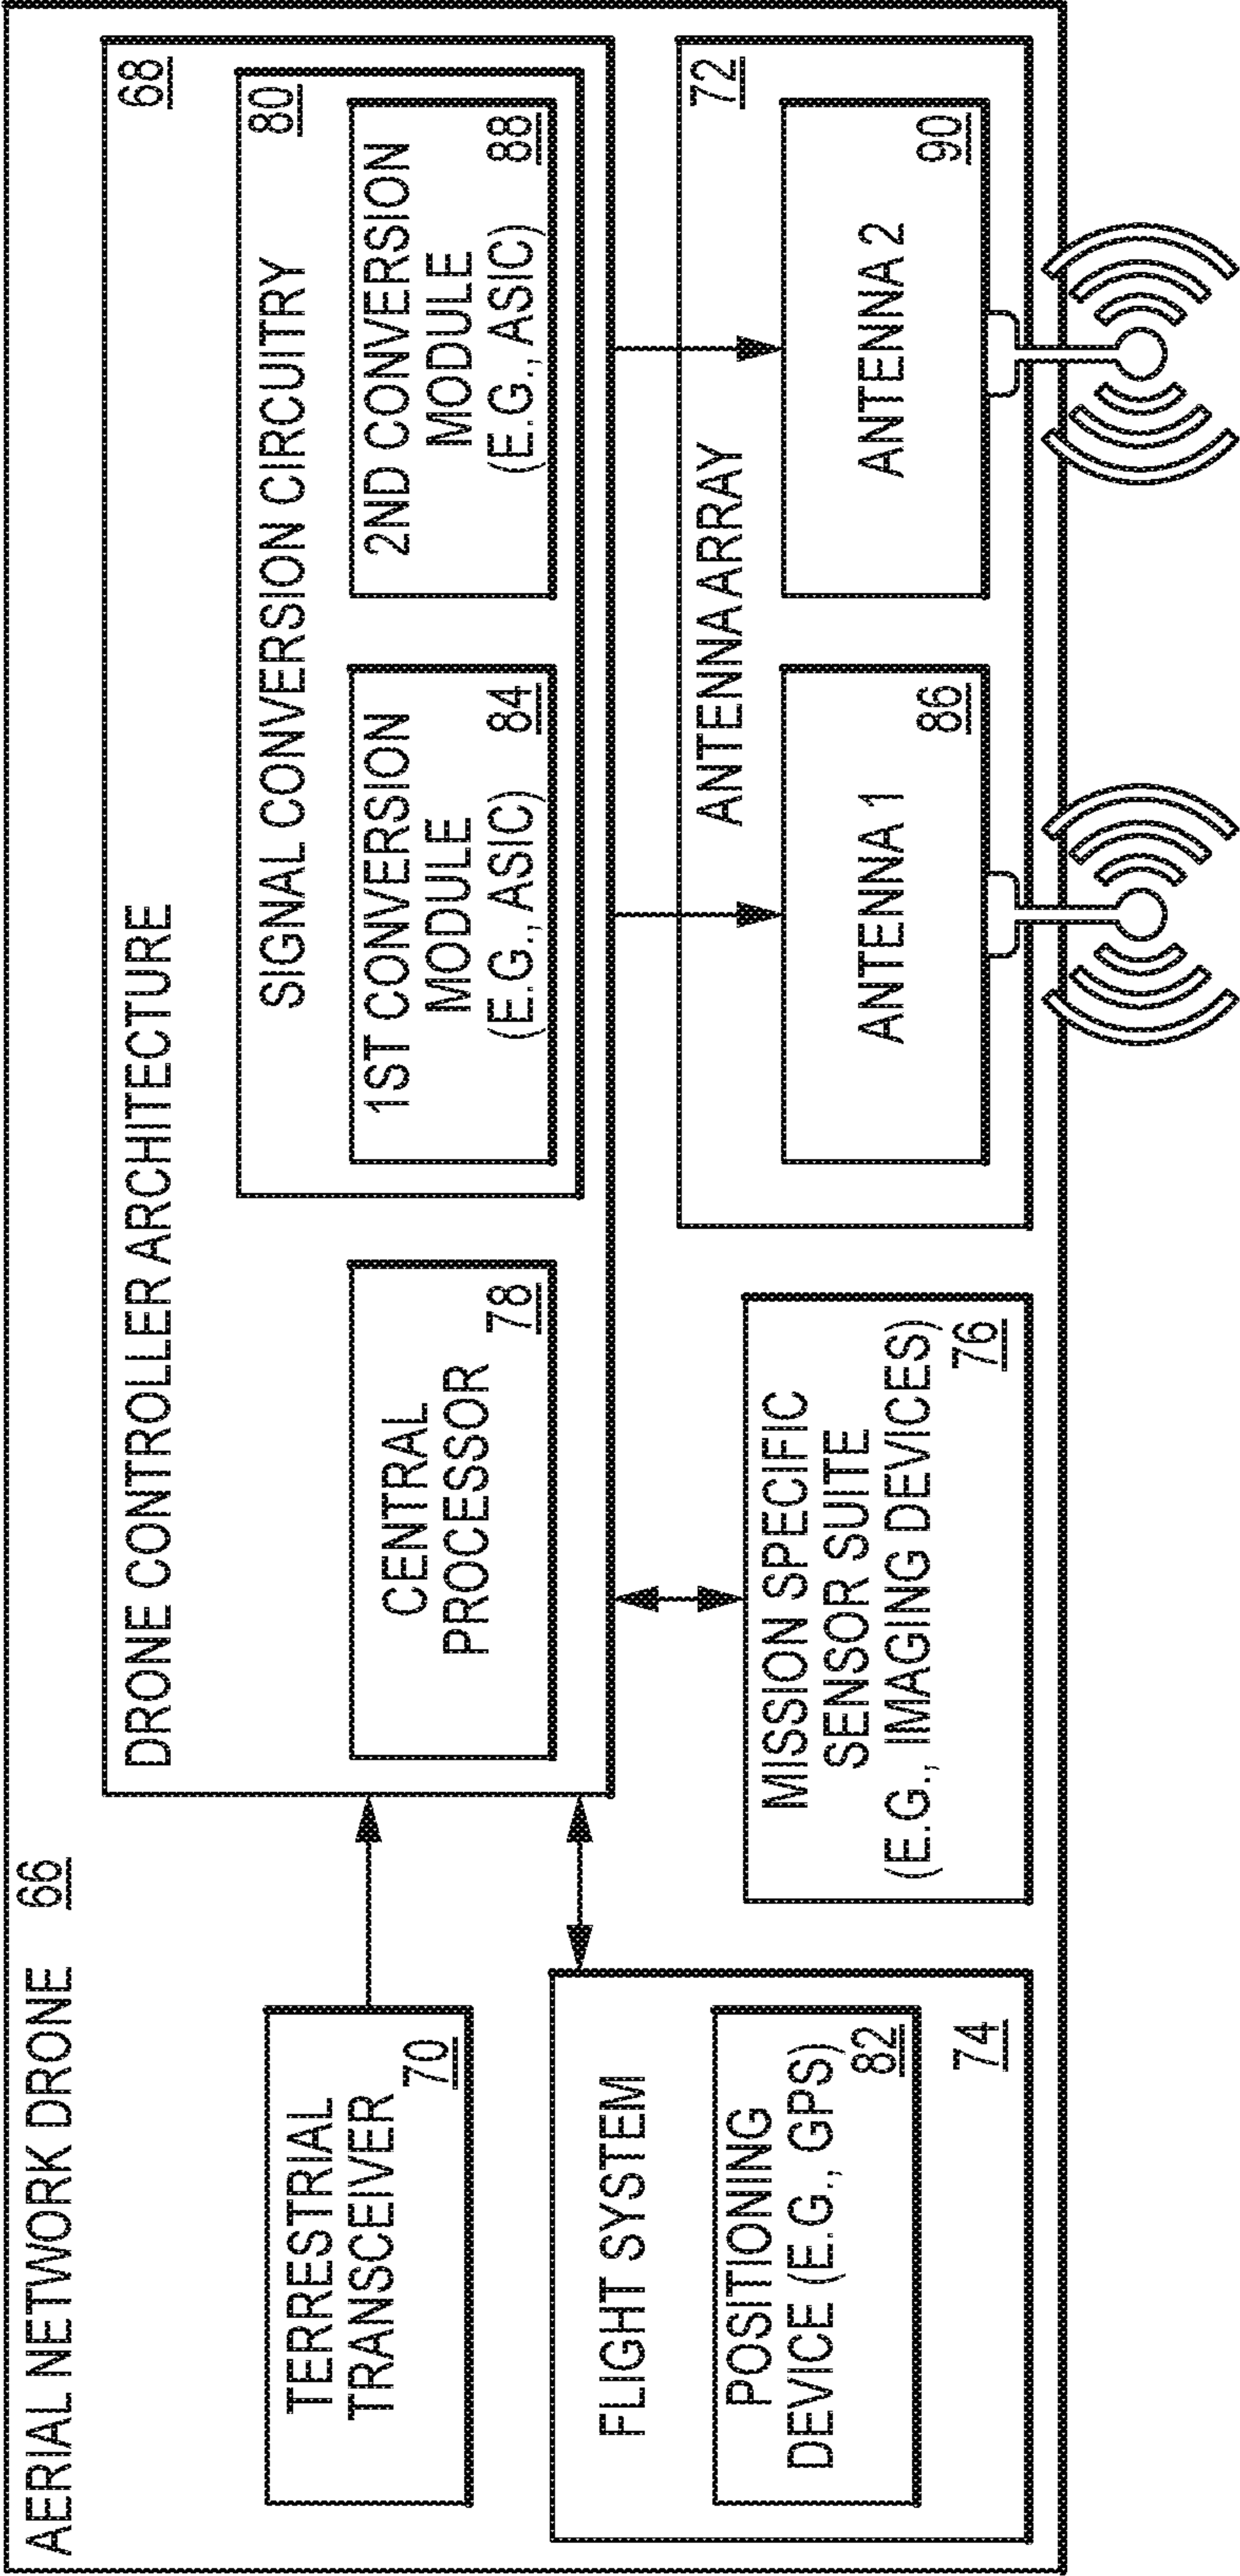 AERIAL NETWORK DRONE 66
TERRESTRIAL
TRANSCEIVER
70
FLIGHT SYSTEM
POSITIONING
DEVICE (E.G., GPS)
82
74
DRONE CONTROLLER ARCHITECTURE
68
CENTRAL
PROCESSOR
78
SIGNAL CONVERSION CIRCUITRY
80
1ST CONVERSION
MODULE
(E.G., ASIC)
84
2ND CONVERSION
MODULE
(E.G., ASIC)
88
MISSION SPECIFIC
SENSOR SUITE
(E.G., IMAGING DEVICES)
76
ANTENNA ARRAY
72
ANTENNA 1
86
ANTENNA 2
90